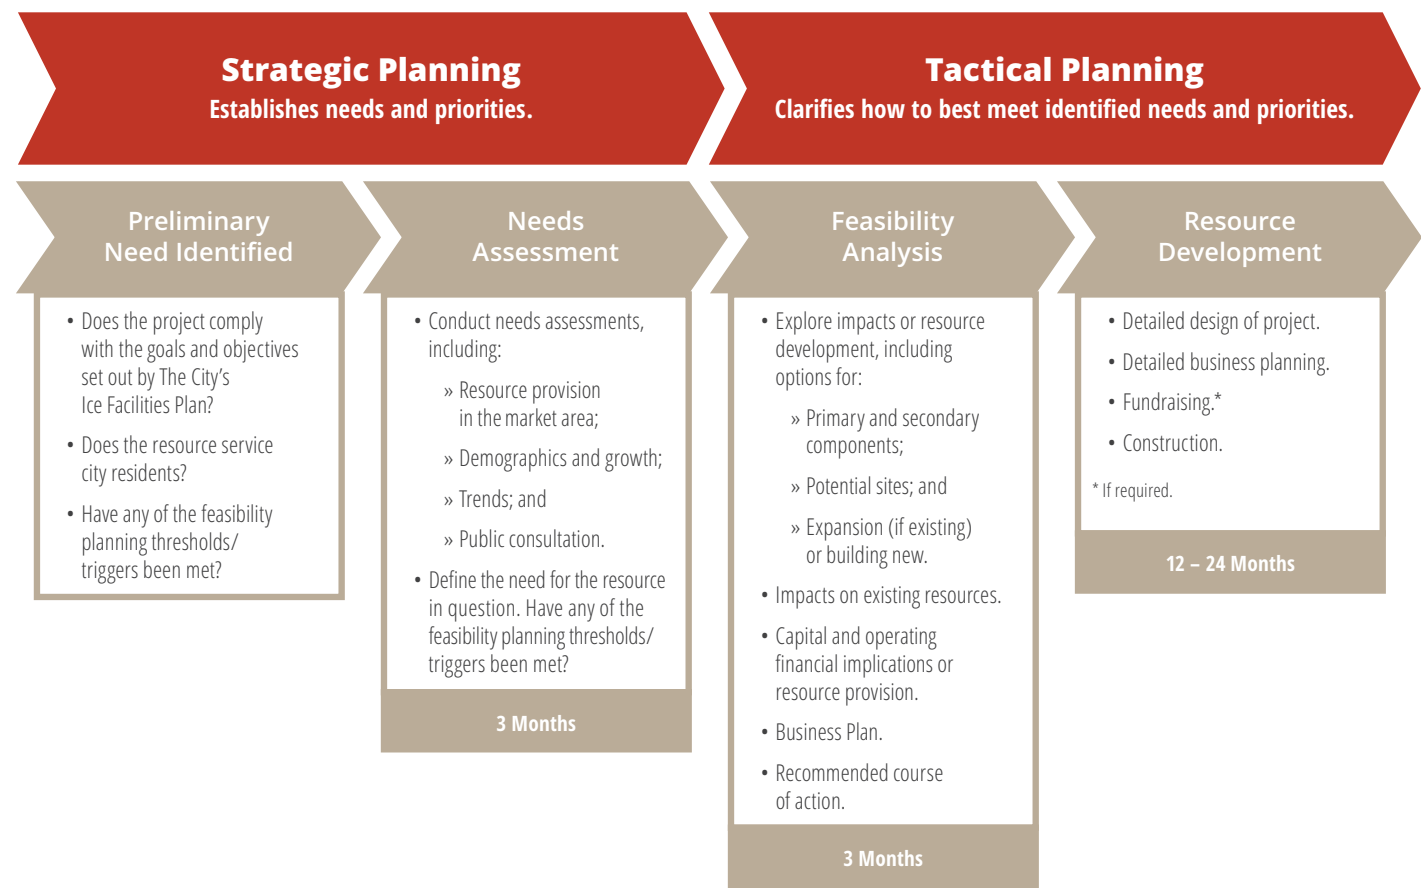 Strategic Planning
Establishes needs and priorities.
Tactical Planning
Clarifies how to best meet identified needs and priorities.
Preliminary
Need Identified
• Does the project comply
with the goals and objectives
set out by The City’s
Ice Facilities Plan?
• Does the resource service
city residents?
• Have any of the feasibility
planning thresholds/
triggers been met?
Needs
Assessment
• Conduct needs assessments,
including:
» Resource provision
in the market area;
» Demographics and growth;
» Trends; and
» Public consultation.
• Define the need for the resource
in question. Have any of the
feasibility planning thresholds/
triggers been met?
3 Months
Feasibility
Analysis
• Explore impacts or resource
development, including
options for:
» Primary and secondary
components;
» Potential sites; and
» Expansion (if existing)
or building new.
• Impacts on existing resources.
• Capital and operating
financial implications or
resource provision.
• Business Plan.
• Recommended course
of action.
3 Months
Resource
Development
• Detailed design of project.
• Detailed business planning.
• Fundraising.*
• Construction.
* If required.
12 – 24 Months